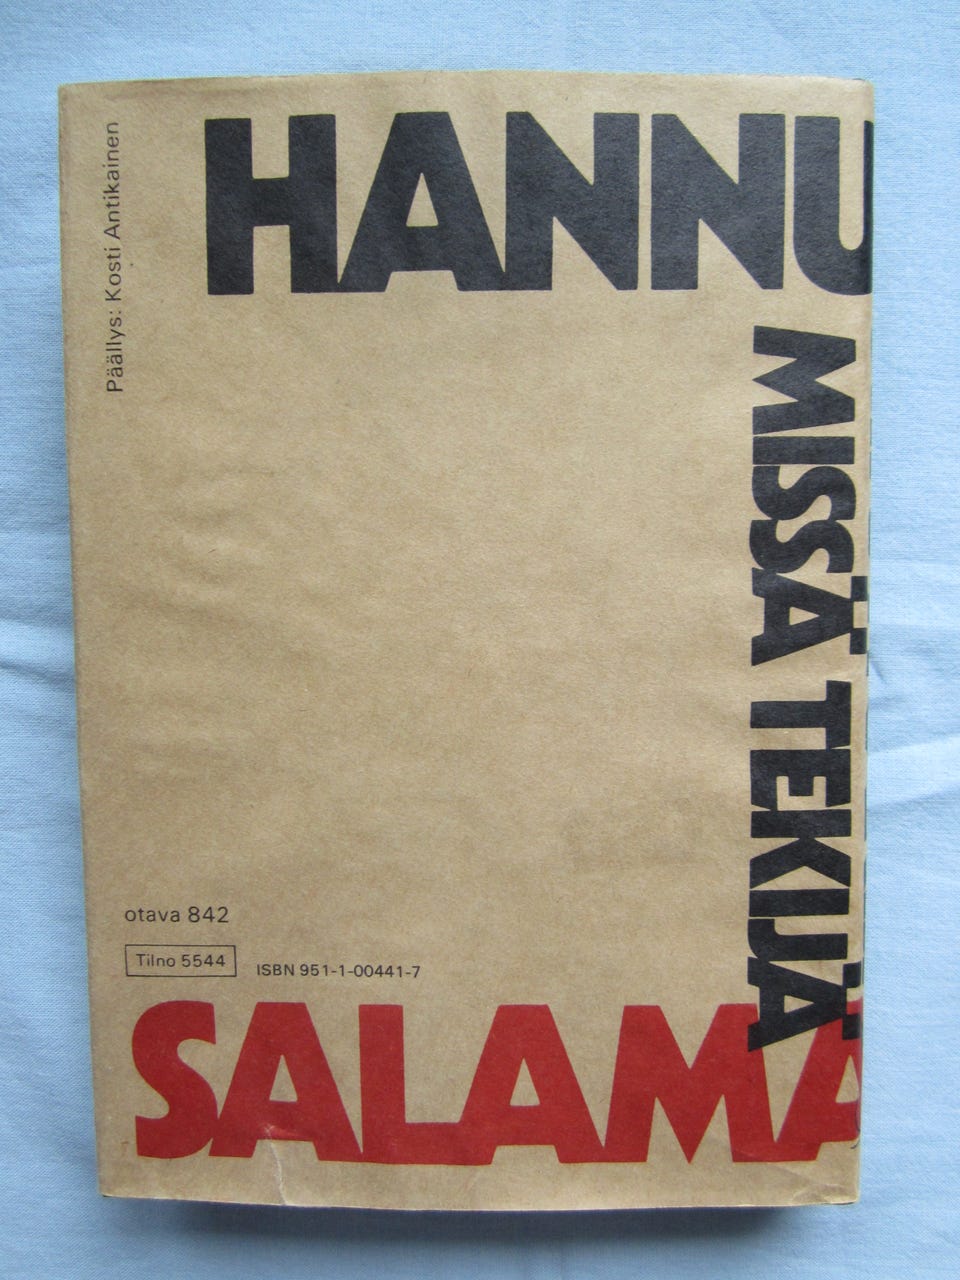 HANNU
Päällys: Kosti Antikainen
MISSÄ TEKIJÄ
otava 842
Tilno 5544
ISBN 951-1-00441-7
SALAMA